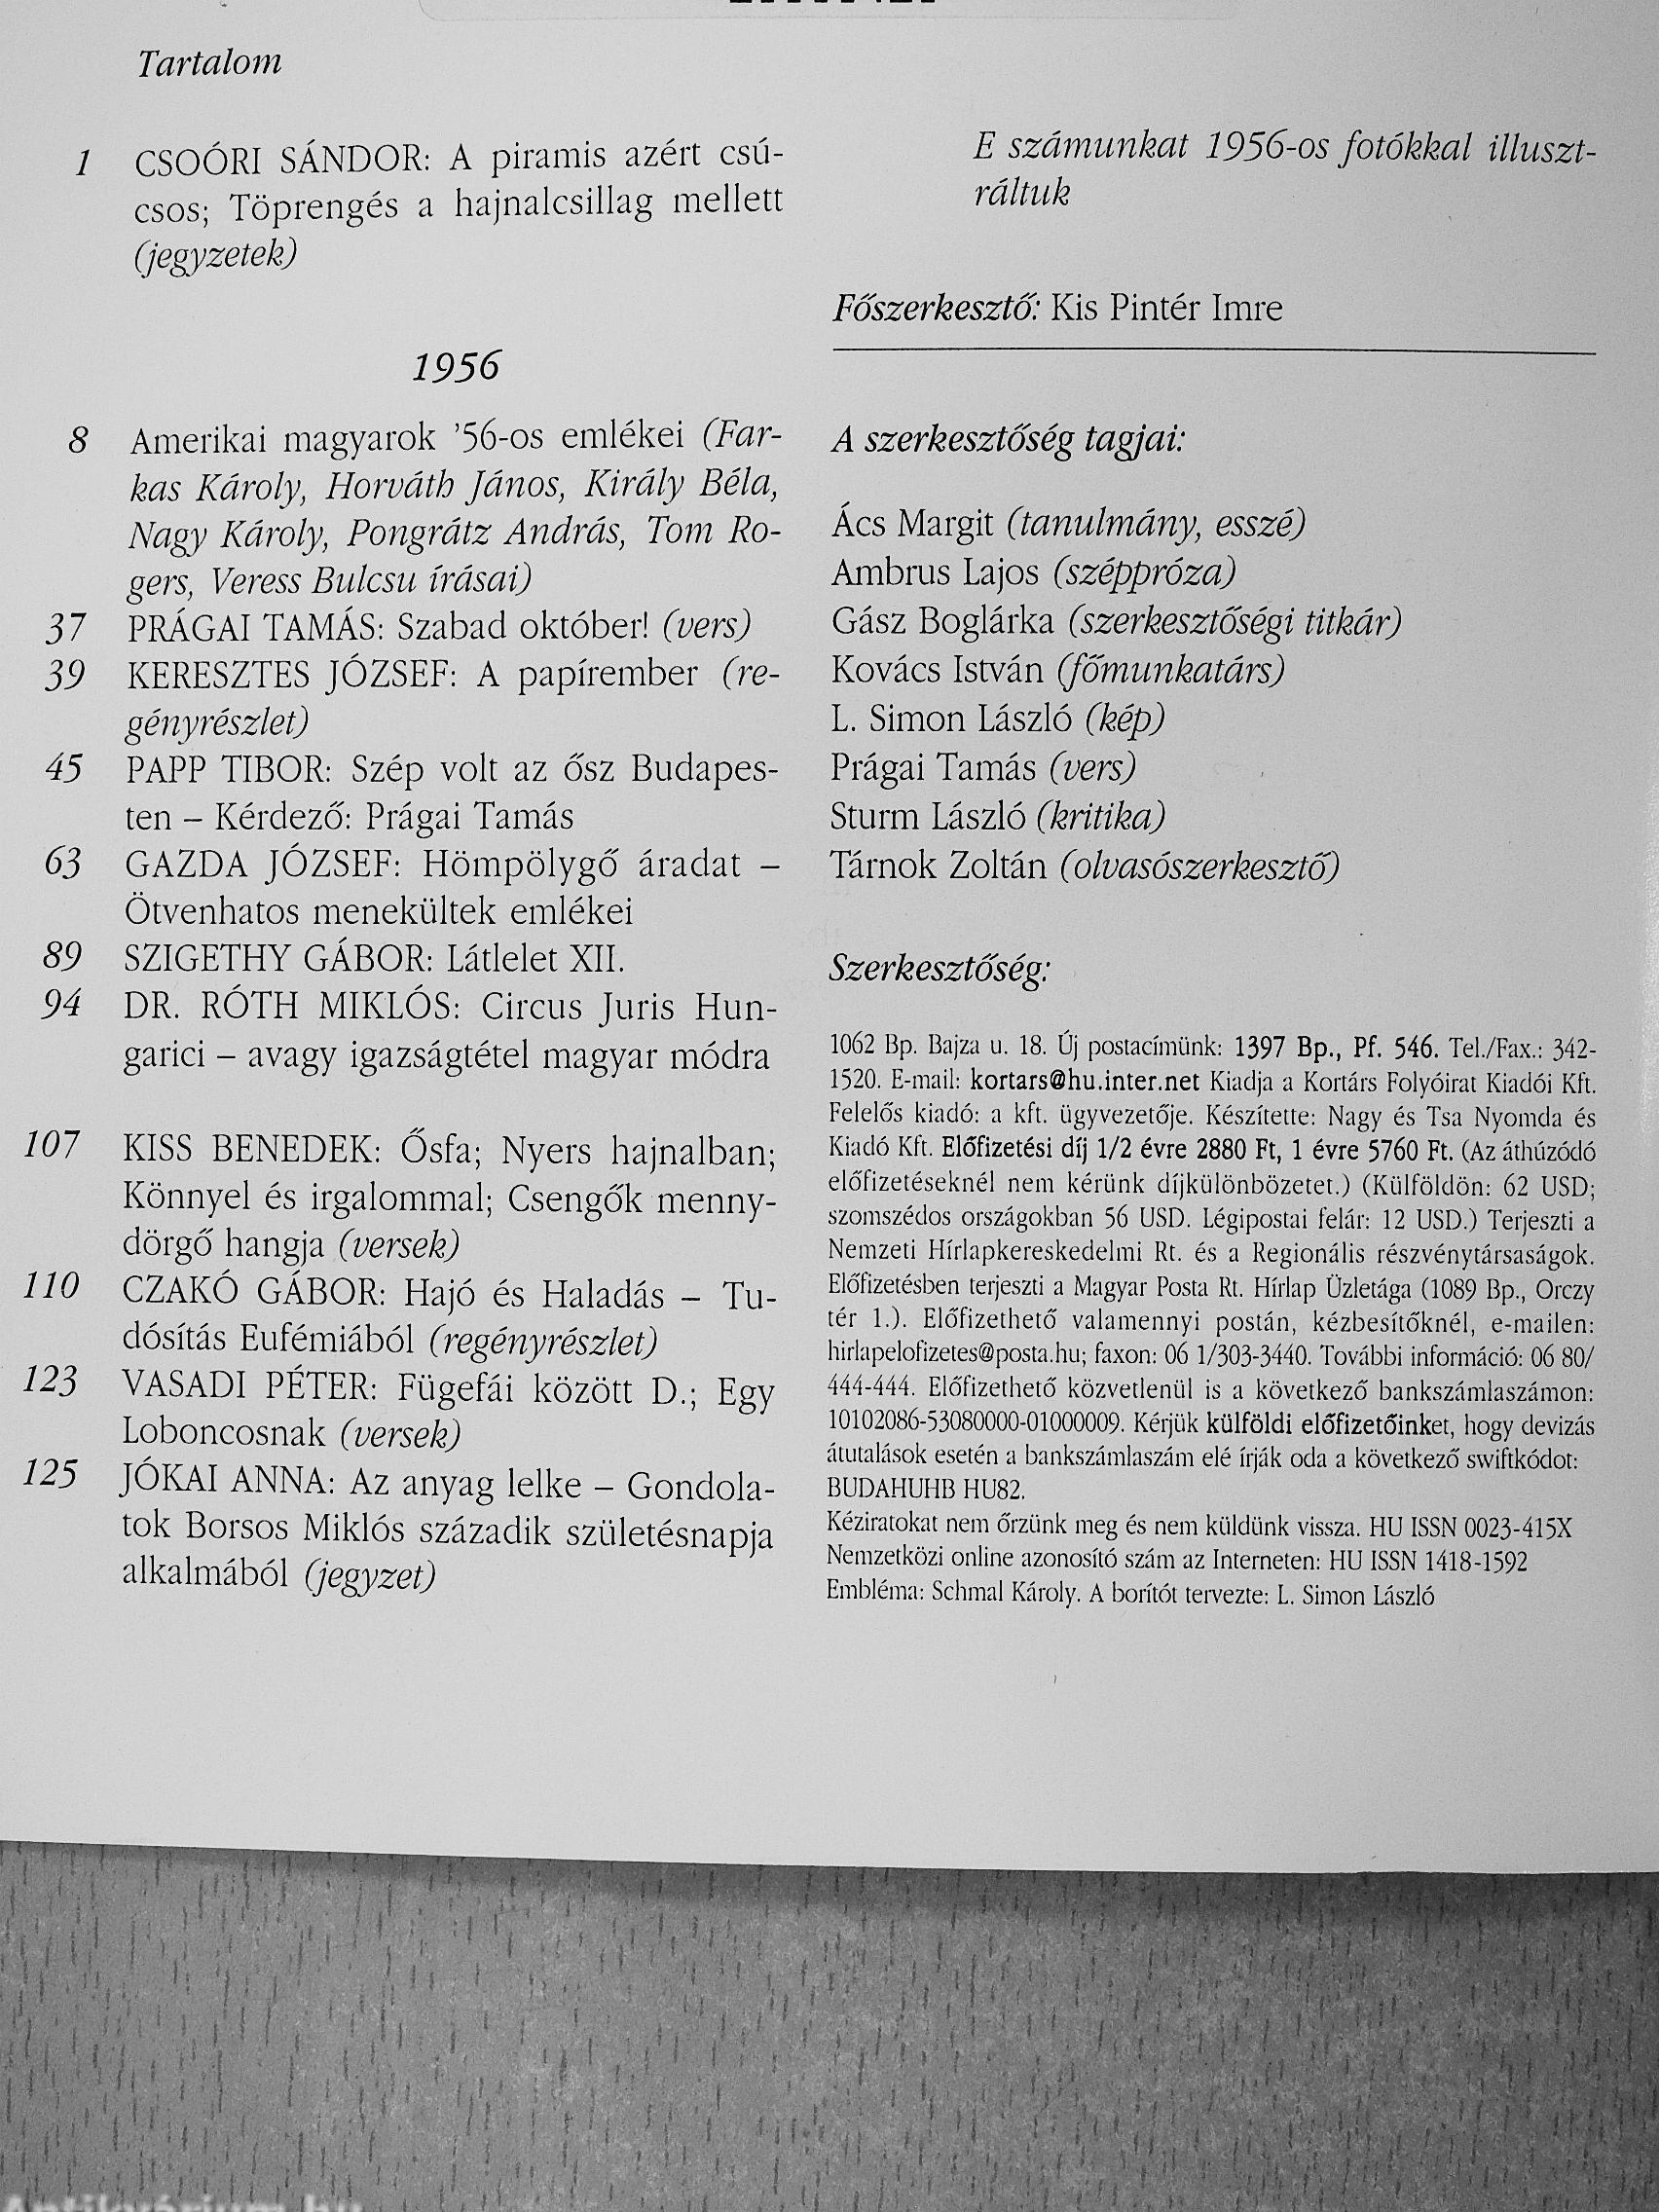 Tartalom
1 CSOÓRI SÁNDOR: A piramis azért csú-
csos; Töprengés a hajnalcsillag mellett
(jegyzetek)
1956
8 Amerikai magyarok ’56-os emlékei (Far-
kas Károly, Horváth János, Király Béla,
Nagy Károly, Pongrátz András, Tom Ro-
gers, Veress Bulcsu írásai)
37 PRÁGAI TAMÁS: Szabad október! (vers)
39 KERESZTES JÓZSEF: A papírember (re-
gényrészlet)
45 PAPP TIBOR: Szép volt az ősz Budapes-
ten – Kérdező: Prágai Tamás
63 GAZDA JÓZSEF: Hömpölygő áradat –
Ötvenhatos menekültek emlékei
89 SZIGETHY GÁBOR: Látlelet XII.
94 DR. RÓTH MIKLÓS: Circus Juris Hun-
garici – avagy igazságtétel magyar módra
107 KISS BENEDEK: Ősfa; Nyers hajnalban;
Könnyel és irgalommal; Csengők menny-
dörgő hangja (versek)
110 CZAKÓ GÁBOR: Hajó és Haladás – Tu-
dósítás Eufémiából (regényrészlet)
123 VASADI PÉTER: Fügefái között D.; Egy
Loboncosnak (versek)
125 JÓKAI ANNA: Az anyag lelke – Gondola-
tok Borsos Miklós századik születésnapja
alkalmából (jegyzet)
E számunkat 1956-os fotókkal illuszt-
ráltuk
Főszerkesztő: Kis Pintér Imre
A szerkesztőség tagjai:
Ács Margit (tanulmány, esszé)
Ambrus Lajos (széppróza)
Gász Boglárka (szerkesztőségi titkár)
Kovács István (főmunkatárs)
L. Simon László (kép)
Prágai Tamás (vers)
Sturm László (kritika)
Tárnok Zoltán (olvasószerkesztő)
Szerkesztőség:
1062 Bp. Bajza u. 18. Új postacímünk: 1397 Bp., Pf. 546. Tel./Fax.: 342-
1520. E-mail: kortars@hu.inter.net Kiadja a Kortárs Folyóirat Kiadói Kft.
Felelős kiadó: a kft. ügyvezetője. Készítette: Nagy és Tsa Nyomda és
Kiadó Kft. Előfizetési díj 1/2 évre 2880 Ft, 1 évre 5760 Ft. (Az áthúzódó
előfizetéseknél nem kérünk díjkülönbözetet.) (Külföldön: 62 USD;
szomszédos országokban 56 USD. Légipostai felár: 12 USD.) Terjeszti a
Nemzeti Hírlapkereskedelmi Rt. és a Regionális részvénytársaságok.
Előfizetésben terjeszti a Magyar Posta Rt. Hírlap Üzletága (1089 Bp., Orczy
tér 1.). Előfizethető valamennyi postán, kézbesítőknél, e-mailen:
hirlapelofizetes@posta.hu; faxon: 06 1/303-3440. További információ: 06 80/
444-444. Előfizethető közvetlenül is a következő bankszámlaszámon:
10102086-53080000-01000009. Kérjük külföldi előfizetőinket, hogy devizás
átutalások esetén a bankszámlaszám elé írják oda a következő swiftkódot:
BUDAHUHB HU82.
Kéziratokat nem őrzünk meg és nem küldünk vissza. HU ISSN 0023-415X
Nemzetközi online azonosító szám az Interneten: HU ISSN 1418-1592
Embléma: Schmal Károly. A borítót tervezte: L. Simon László
Antikvárium.hu